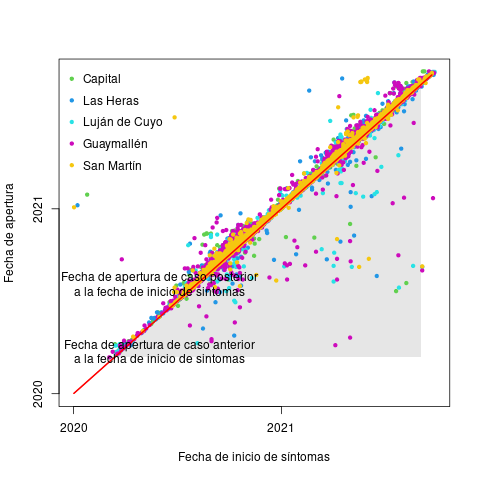 Capital
Las Heras
Luján de Cuyo
Guaymallén
San Martín
Fecha de apertura
2021
2020
Fecha de apertura de caso posterior
a la fecha de inicio de síntomas
Fecha de apertura de caso anterior
a la fecha de inicio de síntomas
2020
2021
Fecha de inicio de síntomas